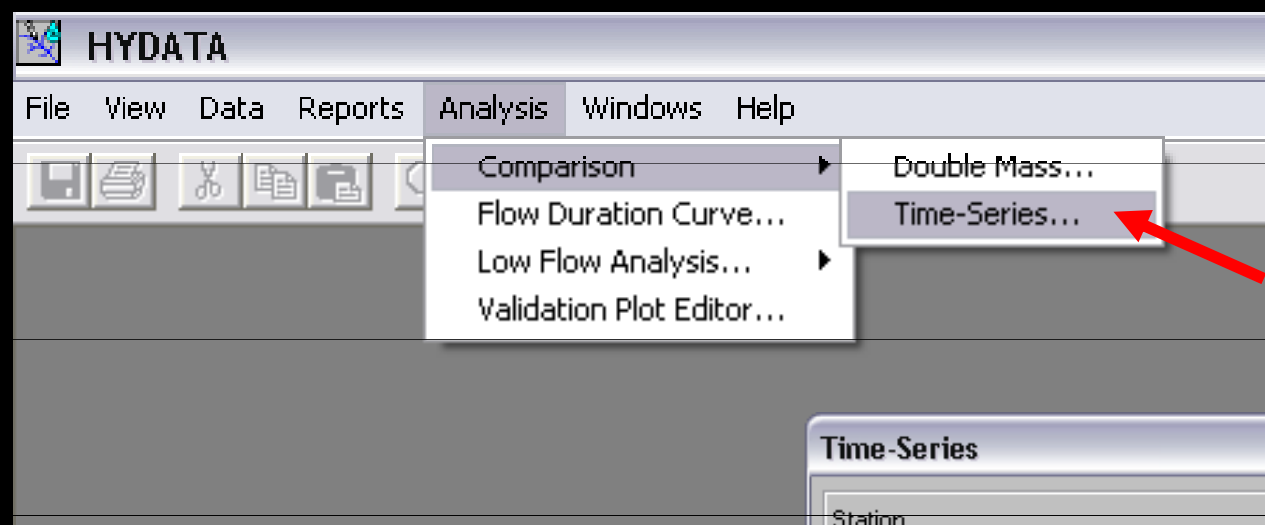 HYDATA
File View Data Reports Analysis Windows Help
Comparison
Double Mass...
Flow Duration Curve...
Time-Series...
Low Flow Analysis...
Validation Plot Editor...
Time-Series
Station